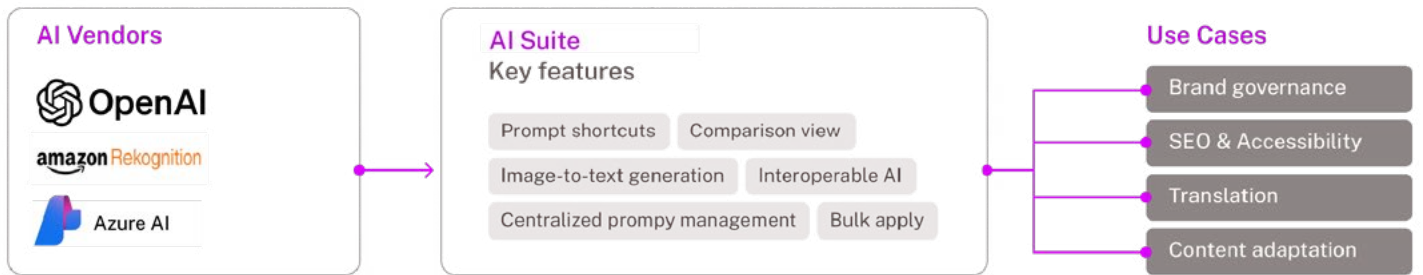 AI Vendors
OpenAI
amazon Rekognition
Azure AI
AI Suite
Key features
Prompt shortcuts
Comparison view
Image-to-text generation
Interoperable AI
Centralized prompy management
Bulk apply
Use Cases
Brand governance
SEO & Accessibility
Translation
Content adaptation